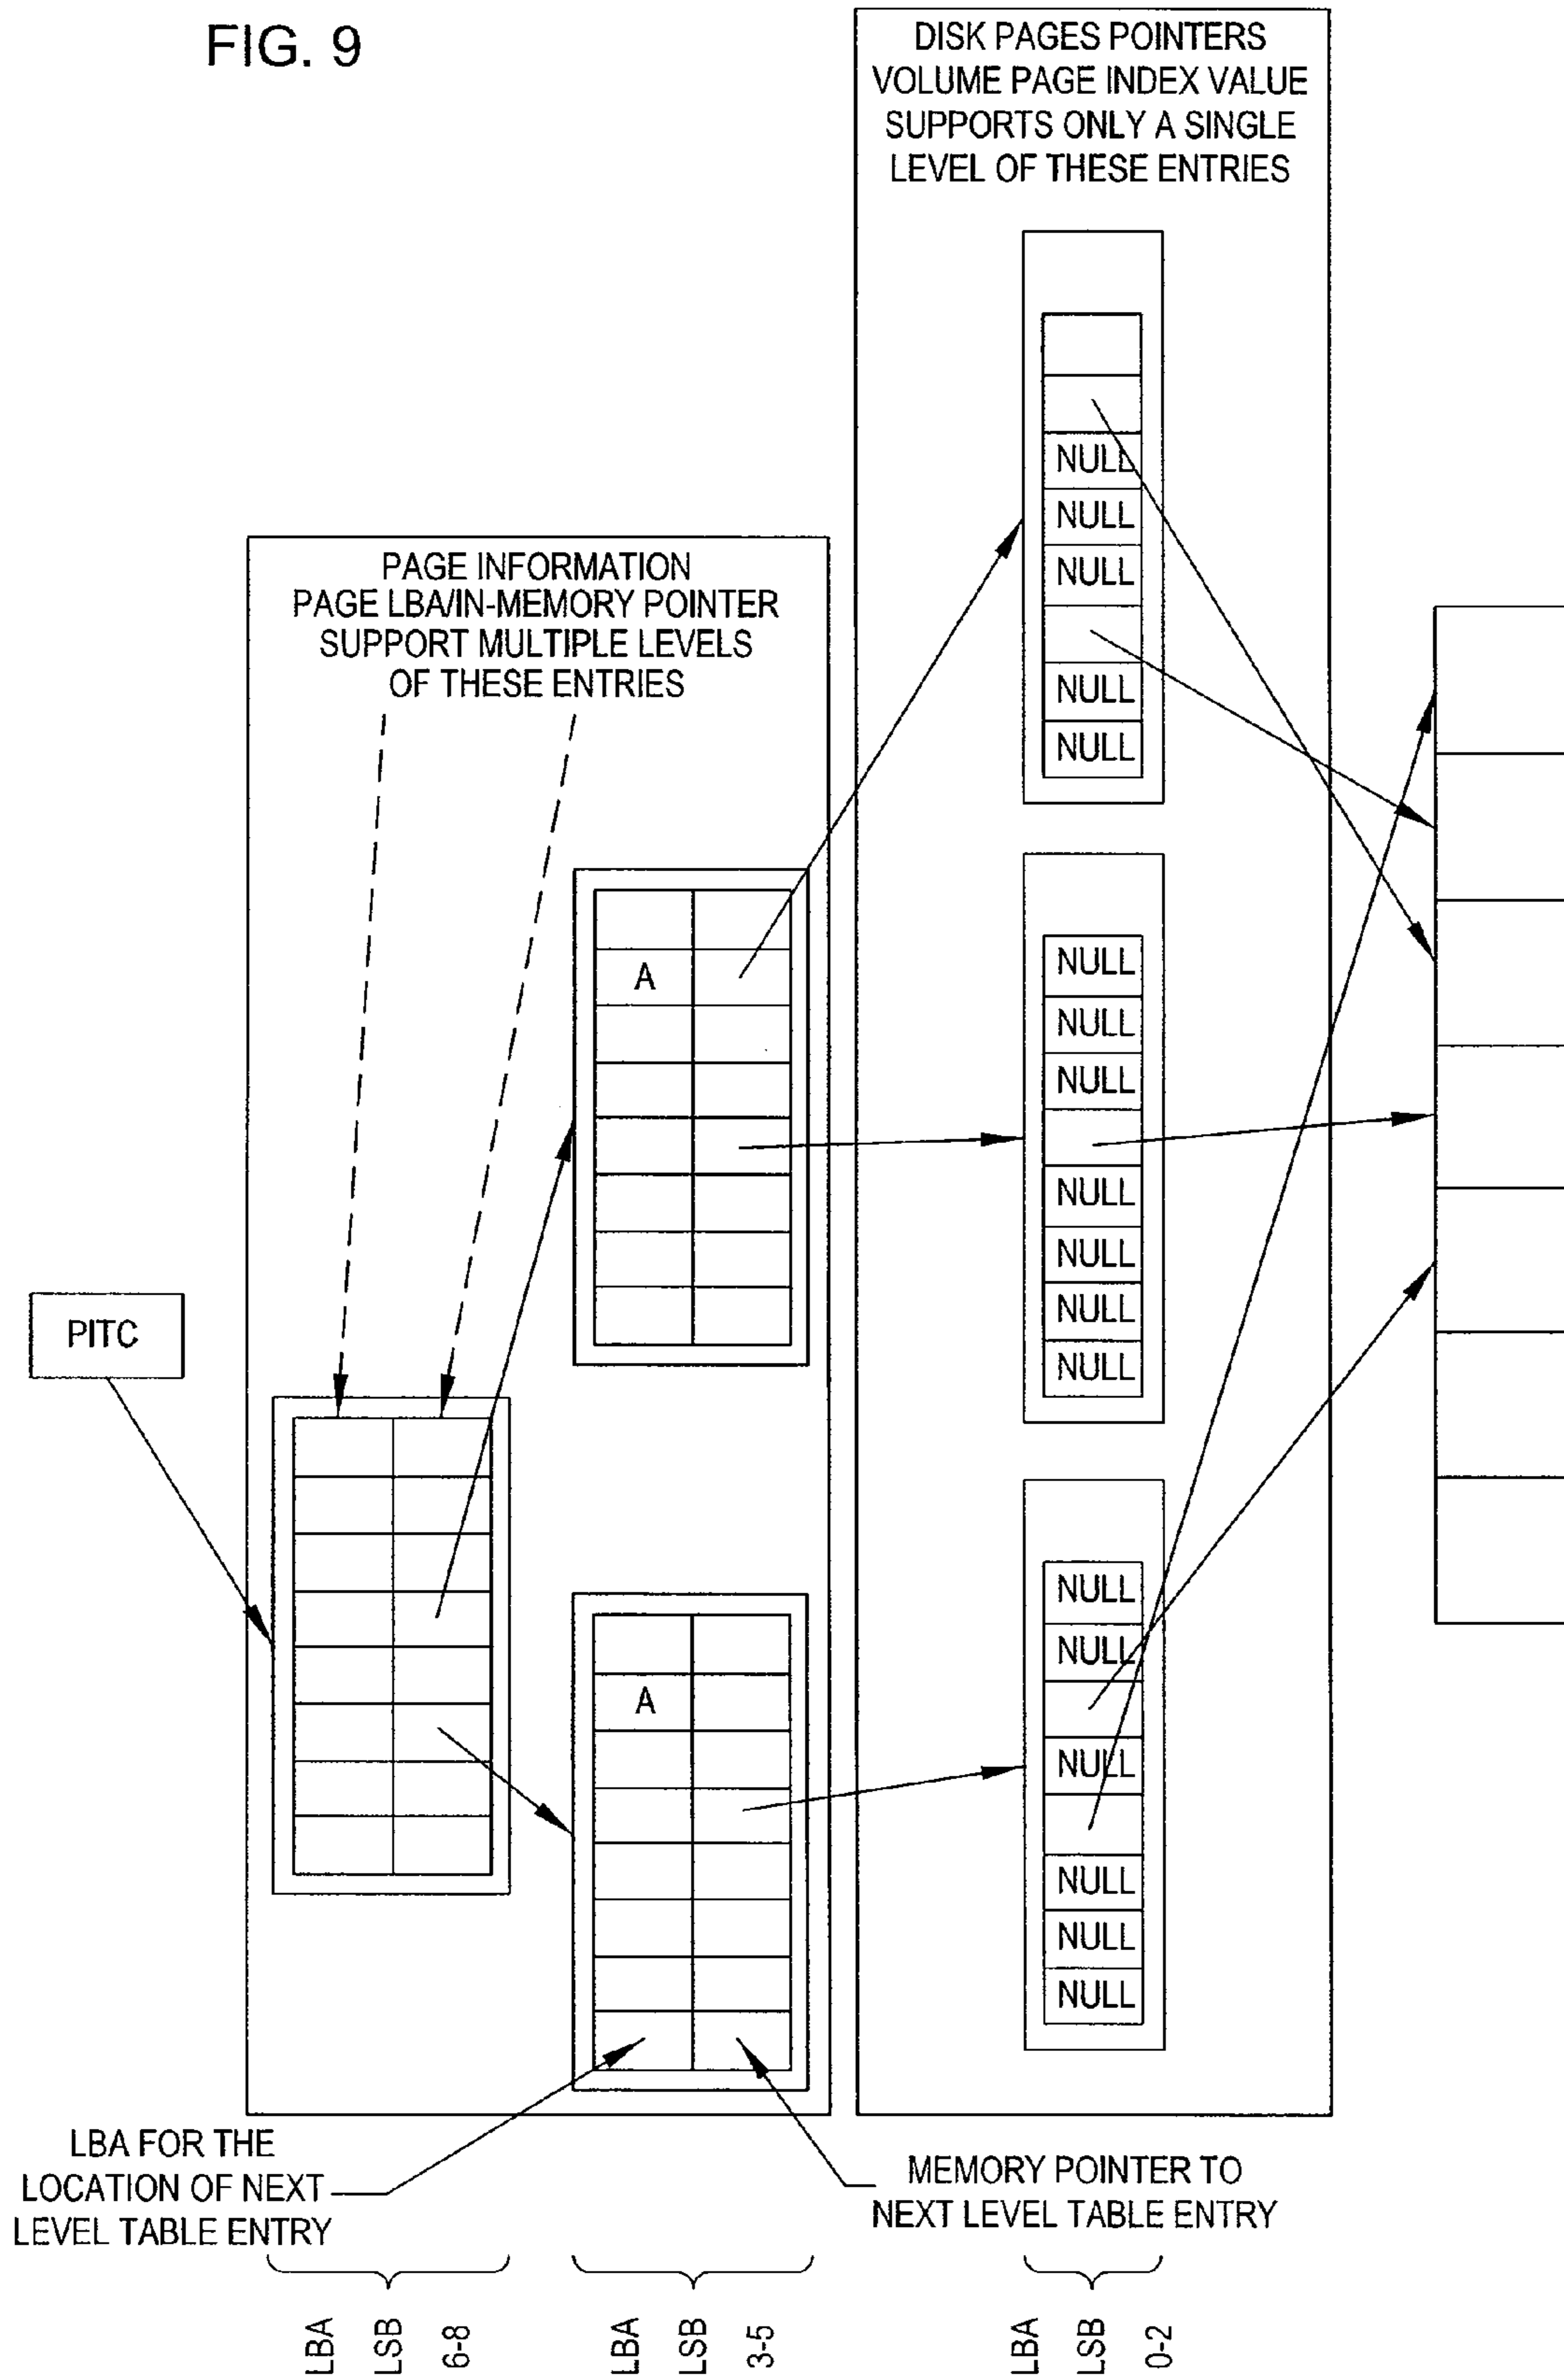 FIG. 9
DISK PAGES POINTERS
VOLUME PAGE INDEX VALUE
SUPPORTS ONLY A SINGLE
LEVEL OF THESE ENTRIES
NULL
NULL
NULL
NULL
NULL
PAGE INFORMATION
PAGE LBA/IN-MEMORY POINTER
SUPPORT MULTIPLE LEVELS
OF THESE ENTRIES
A
NULL
NULL
NULL
NULL
NULL
NULL
NULL
PITC
A
NULL
NULL
NULL
NULL
NULL
NULL
LBA FOR THE
LOCATION OF NEXT
LEVEL TABLE ENTRY
MEMORY POINTER TO
NEXT LEVEL TABLE ENTRY
LBA
LSB
6-8
LBA
LSB
3-5
LBA
LSB
0-2